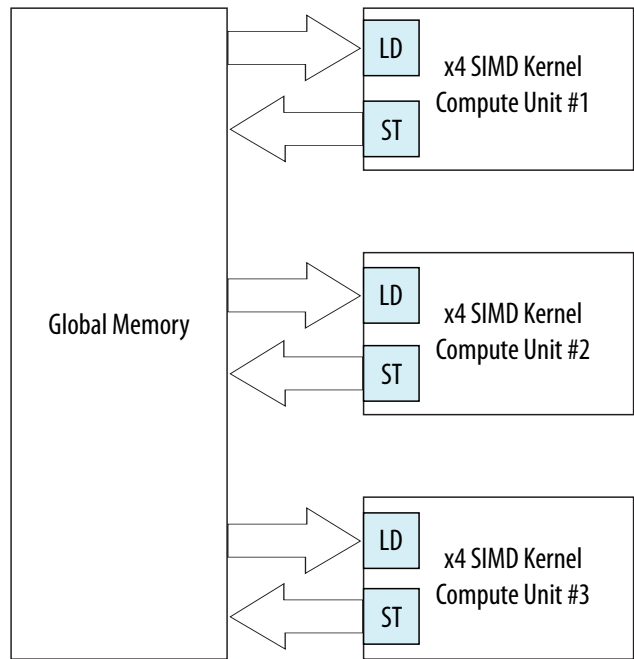 Global Memory
LD
x4 SIMD Kernel
Compute Unit #1
ST
LD
x4 SIMD Kernel
Compute Unit #2
ST
LD
x4 SIMD Kernel
Compute Unit #3
ST